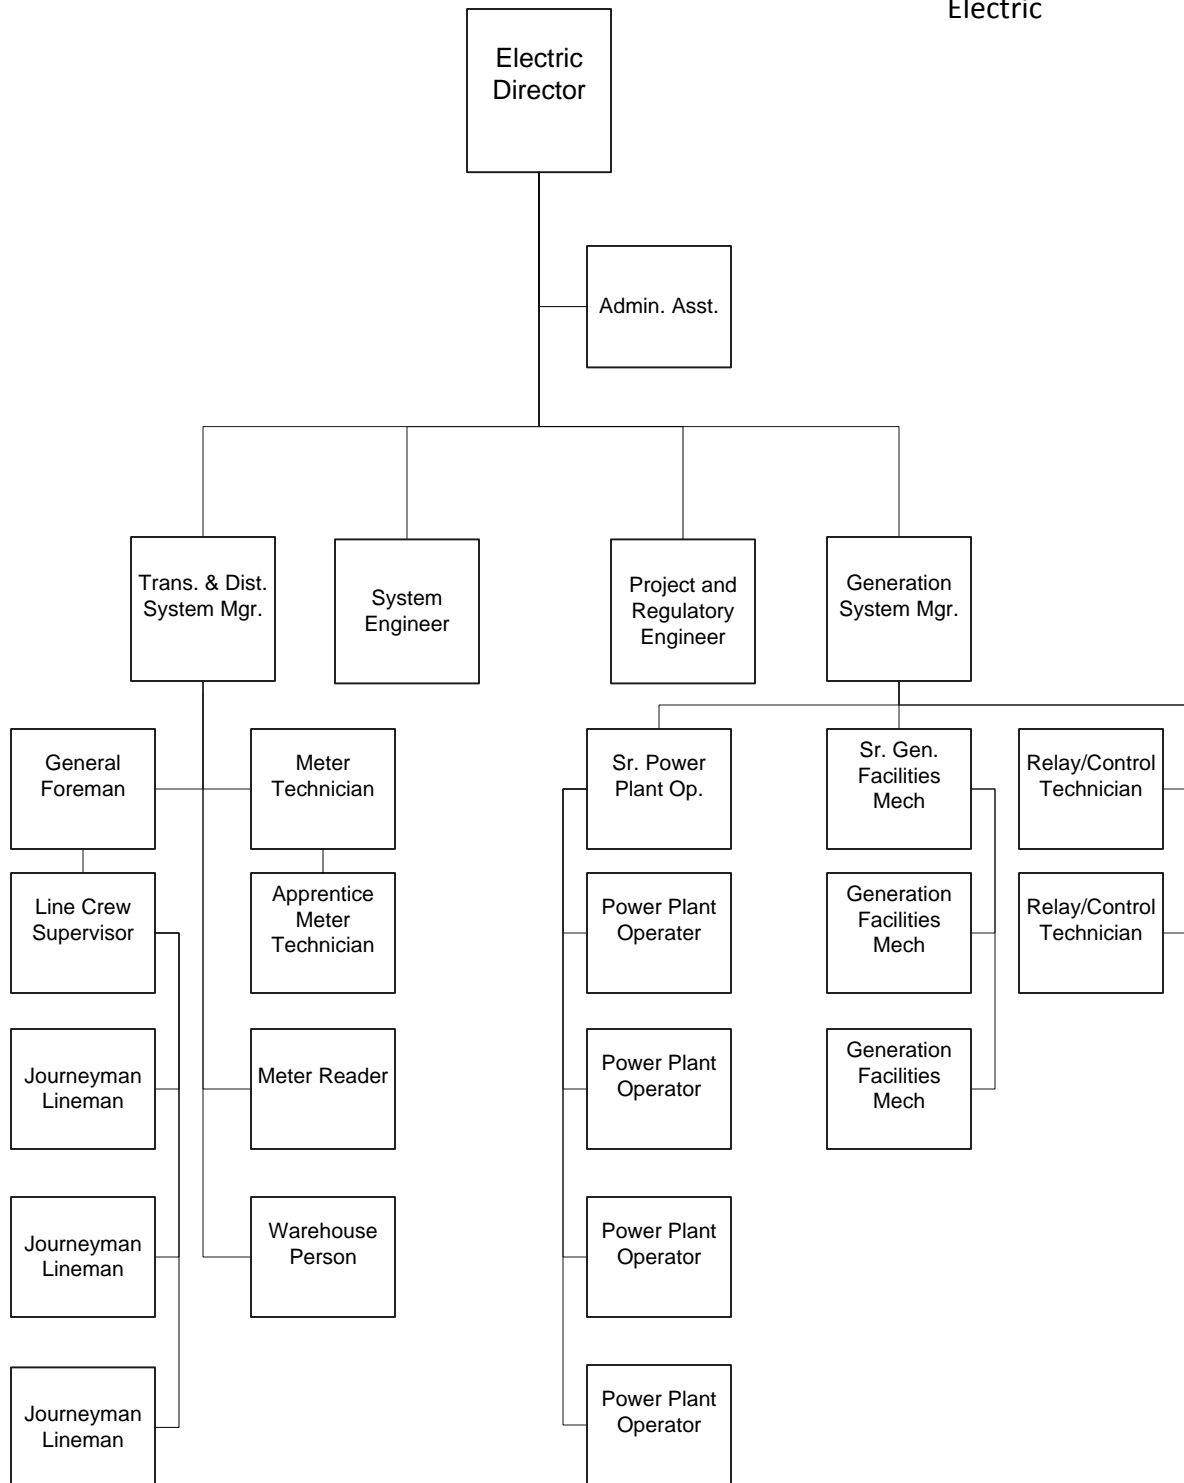 Electric
Electric
Director
Admin. Asst.
Trans. & Dist.
System Mgr.
System
Engineer
Project and
Regulatory
Engineer
Generation
System Mgr.
General
Foreman
Meter
Technician
Sr. Power
Plant Op.
Sr. Gen.
Facilities
Mech
Relay/Control
Technician
Line Crew
Supervisor
Apprentice
Meter
Technician
Power Plant
Operater
Generation
Facilities
Mech
Relay/Control
Technician
Journeyman
Lineman
Meter Reader
Power Plant
Operator
Generation
Facilities
Mech
Journeyman
Lineman
Warehouse
Person
Power Plant
Operator
Journeyman
Lineman
Power Plant
Operator